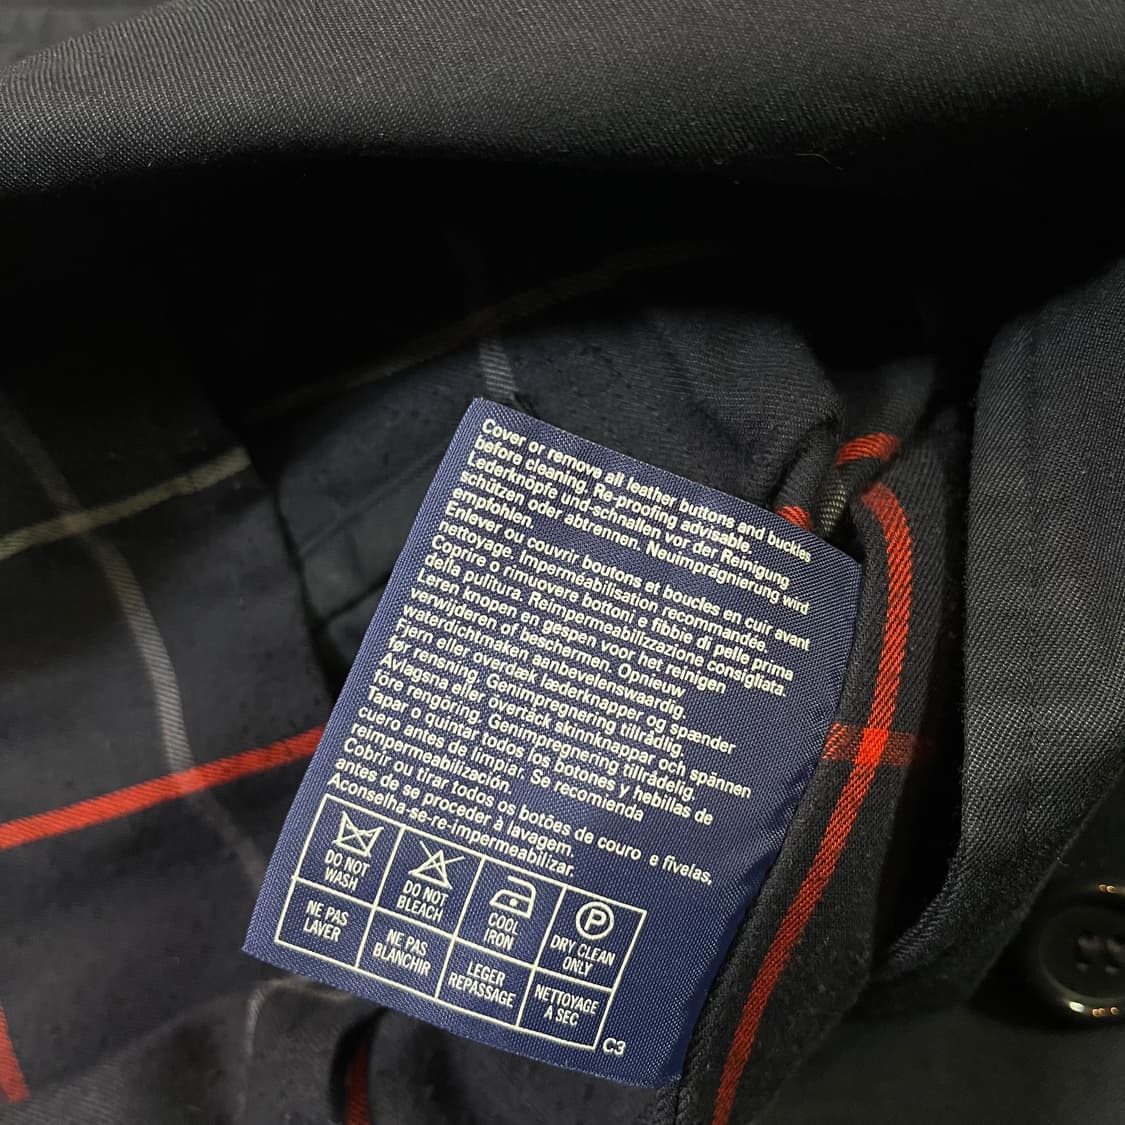 Cover or remove all leather buttons and buckles
before cleaning. Re-proofing advisable.
Lederknöpfe und-schnallen vor der Reinigung
schützen oder abtrennen. Neuimprägnierung wird
empfohlen.
Enlever ou couvrir boutons et boucles en cuir avant
nettoyage. Imperméabilisation recommandée.
Coprire o rimuovere bottoni e fibbie di pelle prima
della pulitura. Reimpermeabilizzazione consigliata.
Leren knopen en gespen voor het reinigen
verwijderen of beschermen. Opnieuw
waterdichtmaken aanbevelenswaardig.
Fjern eller overdæk læderknapper og spænder
før rensning. Genimpregnering tillrådlig.
Avlagsna eller övertäck skinnknappar och spännen
före rengöring. Genimpregnering tillrådelig.
Tapar o quintar todos los botones y hebillas de
cuero antes de limpiar. Se recomienda
reimpermeabilización.
Cobrir ou tirar todos os botões de couro e fivelas,
antes de se proceder à lavagem.
Aconselha-se-re-impermeabilizar.
DO NOT
WASH
DO NOT
BLEACH
COOL
IRON
P
DRY CLEAN
ONLY
NE PAS
LAVER
NE PAS
BLANCHIR
LEGER
REPASSAGE
NETTOYAGE
A SEC
C3